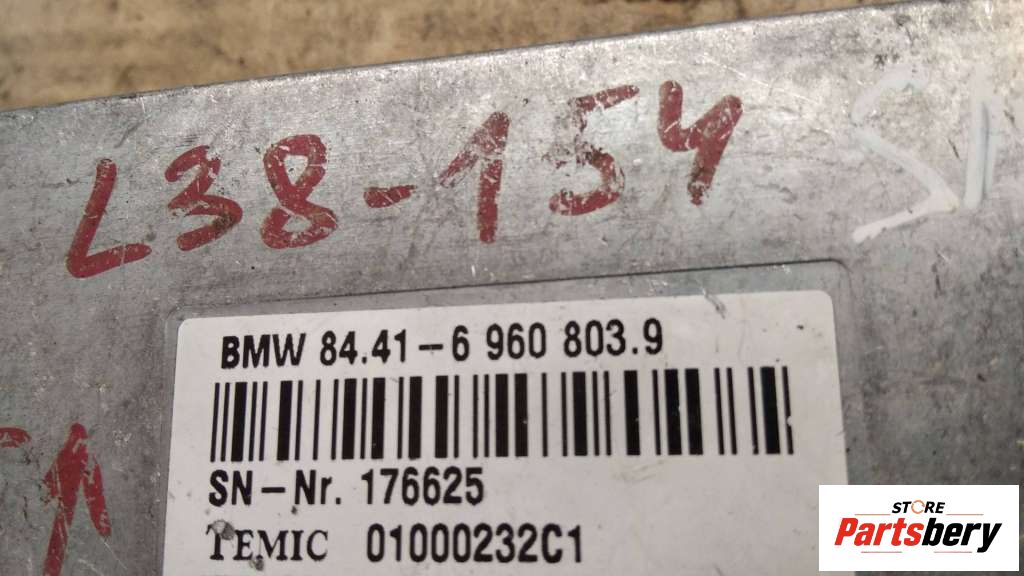 L38-154
BMW 84.41-6 960 803.9
SN-Nr. 176625
TEMIC 01000232C1
STORE
Partsbery